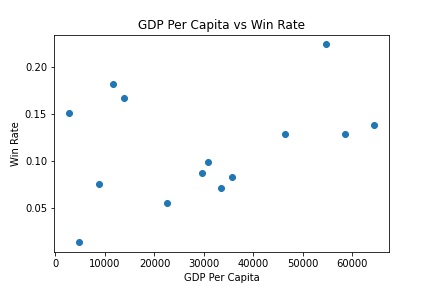 GDP Per Capita vs Win Rate
0.20
0.15
0.10
0.05
Win Rate
0 10000 20000 30000 40000 50000 60000
GDP Per Capita